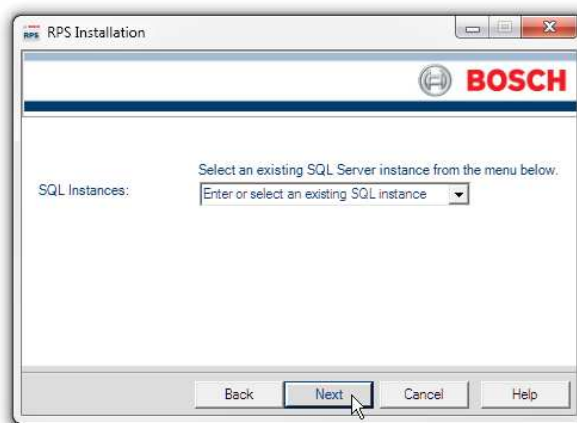 RPS
RPS Installation
BOSCH
Select an existing SQL Server instance from the menu below.
SQL Instances:
Enter or select an existing SQL instance
Back
Next
Cancel
Help